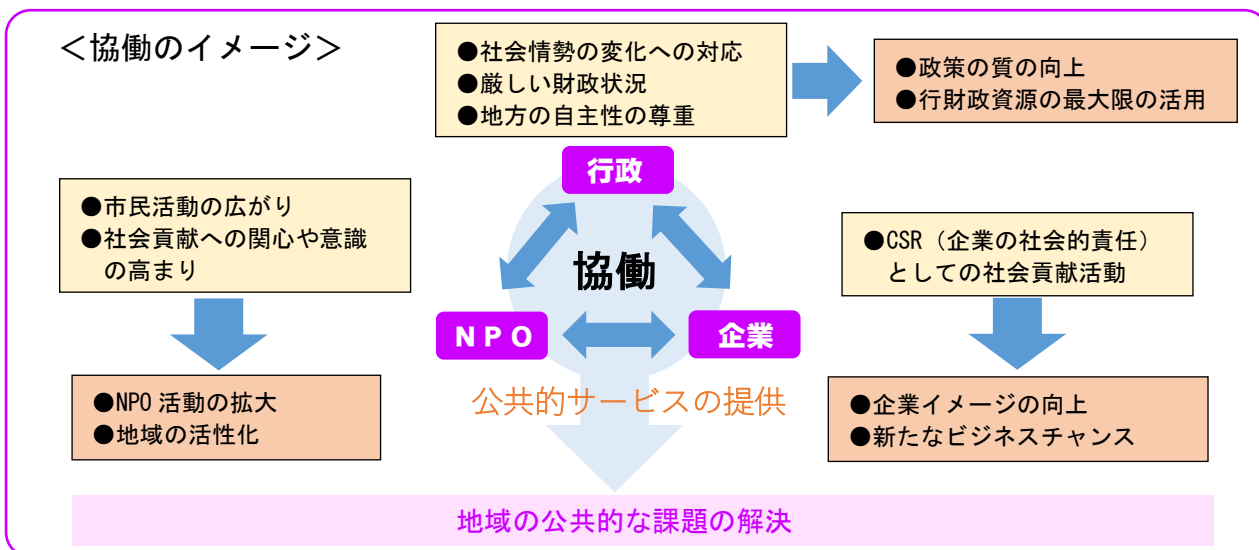 ＜協働のイメージ＞
●社会情勢の変化への対応
●厳しい財政状況
●地方の自主性の尊重
●政策の質の向上
●行財政資源の最大限の活用
行政
●市民活動の広がり
●社会貢献への関心や意識
の高まり
協働
●CSR（企業の社会的責任）
としての社会貢献活動
ＮＰＯ
企業
●NPO 活動の拡大
●地域の活性化
公共的サービスの提供
●企業イメージの向上
●新たなビジネスチャンス
地域の公共的な課題の解決